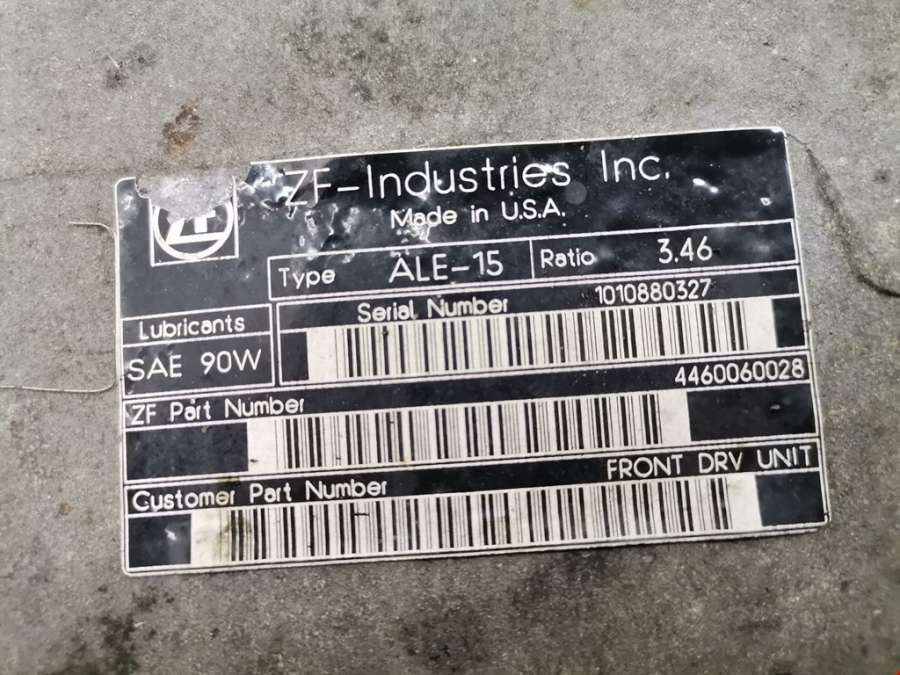 ZF
ZF-Industries Inc.
Made in U.S.A.
Type ALE-15 Ratio 3.46
Lubricants
SAE 90W
Serial Number 1010880327
ZF Part Number 4460060028
Customer Part Number FRONT DRV UNIT